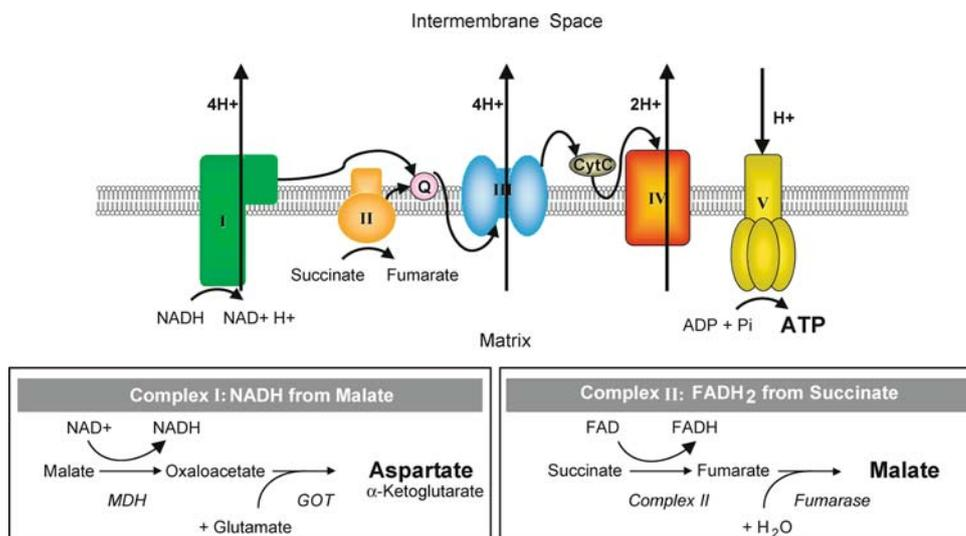 Intermembrane Space
4H+
4H+
2H+
H+
I
II
Q
III
CytC
IV
V
Succinate Fumarate
NADH NAD+ H+
ADP + Pi ATP
Matrix
Complex I: NADH from Malate
NAD+ NADH
Malate Oxaloacetate Aspartate
α-Ketoglutarate
MDH GOT
+ Glutamate
Complex II: FADH2 from Succinate
FAD FADH
Succinate Fumarate Malate
Complex II Fumarase
+ H2O